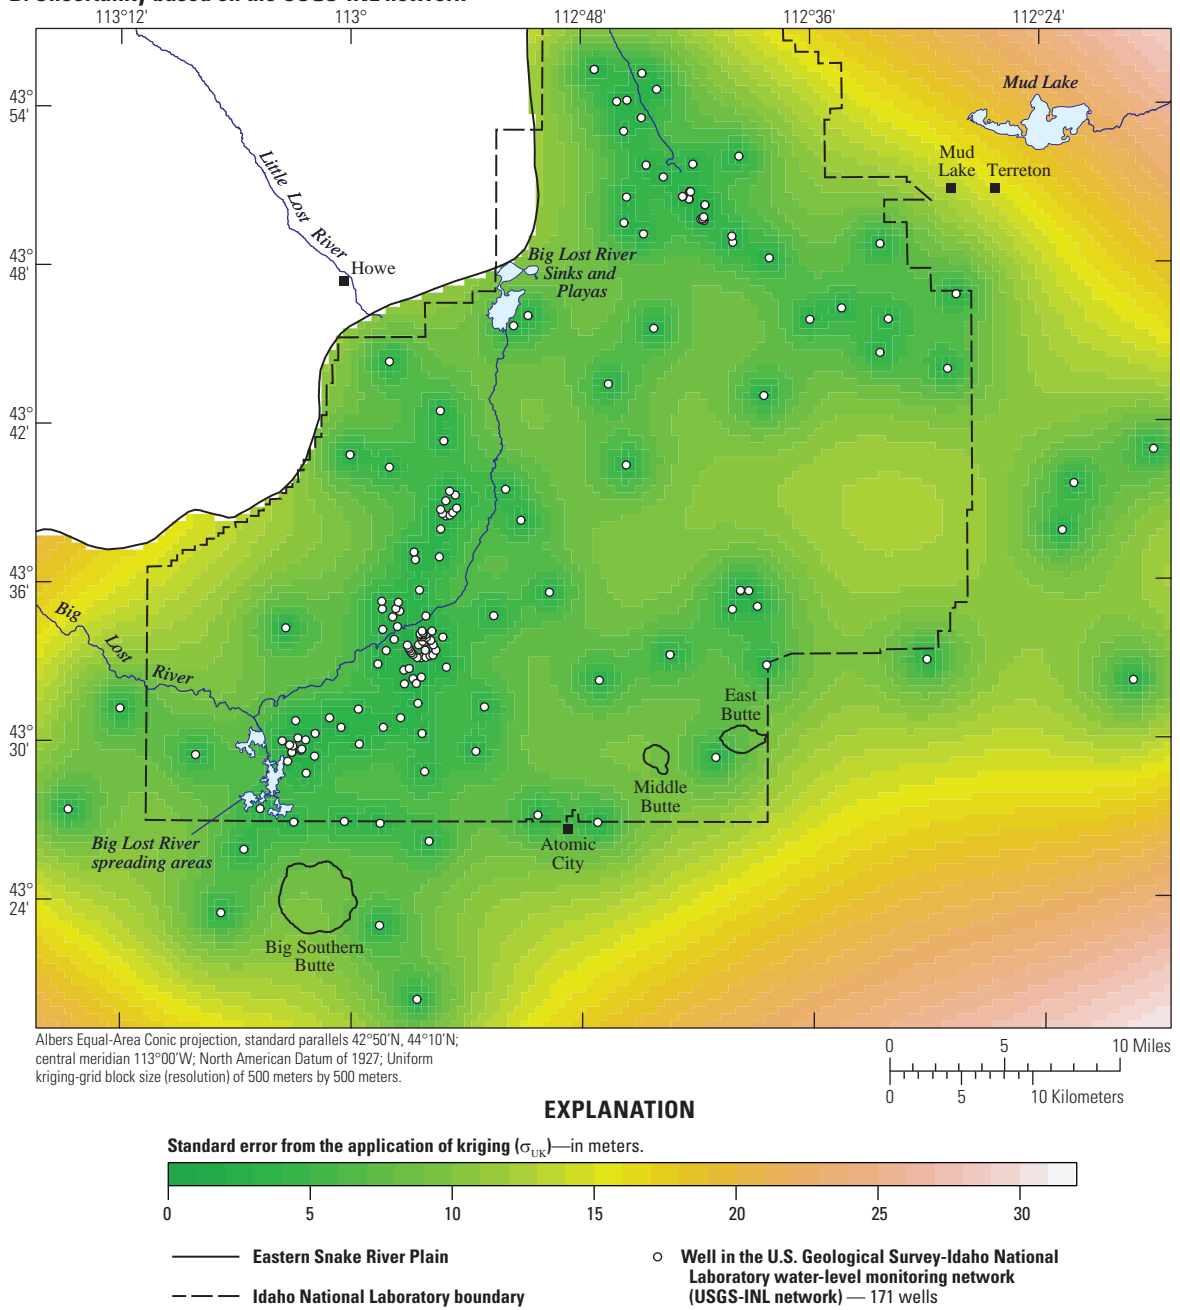 B. Uncertainty based on the USGS-INL network
113°12' 113° 112°48' 112°36' 112°24'
43°
54'
Mud Lake
Mud
Lake Terreton
Little Lost River
43°
48'
Howe
Big Lost River
Sinks and
Playas
43°
42'
43°
36'
Big Lost River
East
Butte
43°
30'
Middle
Butte
Big Lost River
spreading areas
Atomic
City
43°
24'
Big Southern
Butte
Albers Equal-Area Conic projection, standard parallels 42°50'N, 44°10'N;
central meridian 113°00'W; North American Datum of 1927; Uniform
kriging-grid block size (resolution) of 500 meters by 500 meters.
0 5 10 Miles
0 5 10 Kilometers
EXPLANATION
Standard error from the application of kriging (σUK)—in meters.
0 5 10 15 20 25 30
Eastern Snake River Plain
Idaho National Laboratory boundary
Well in the U.S. Geological Survey-Idaho National
Laboratory water-level monitoring network
(USGS-INL network) — 171 wells